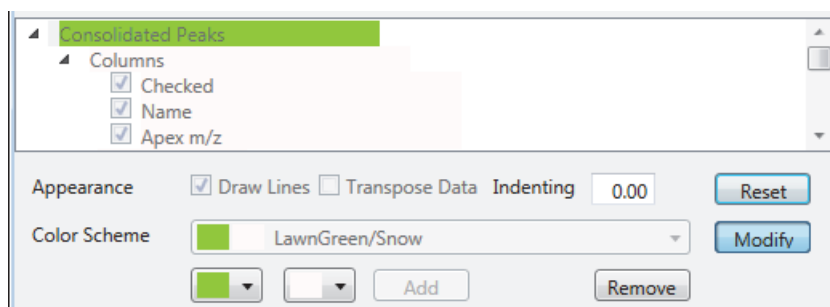 Consolidated Peaks
Columns
Checked
Name
Apex m/z
Appearance Draw Lines Transpose Data Indenting 0.00 Reset
Color Scheme LawnGreen/Snow Modify
Add Remove